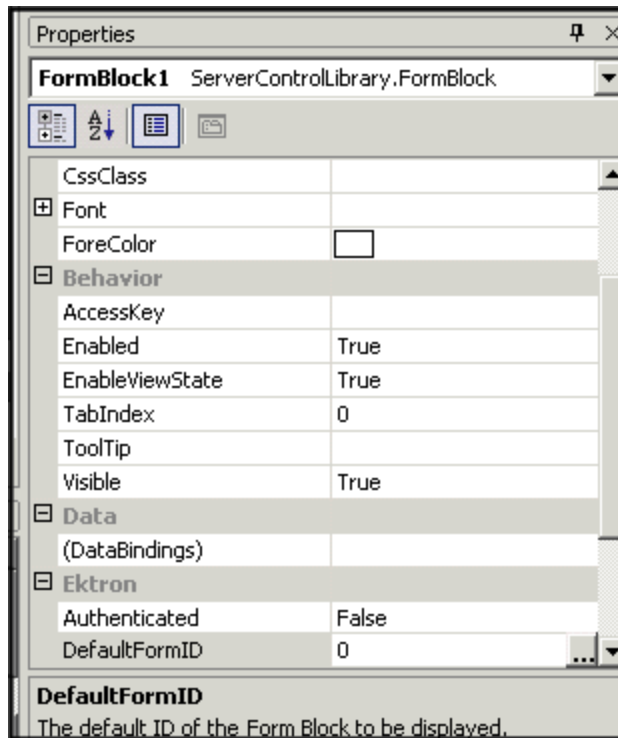 Properties
FormBlock1 ServerControlLibrary.FormBlock
A
Z
CssClass
Font
ForeColor
Behavior
AccessKey
Enabled True
EnableViewState True
TabIndex 0
ToolTip
Visible True
Data
(DataBindings)
Ektron
Authenticated False
DefaultFormID 0 ...
DefaultFormID
The default ID of the Form Block to be displayed.